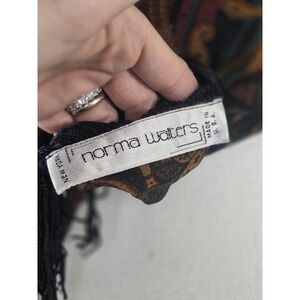 NEW YORK
norma walters
MADE IN
U.S.A.